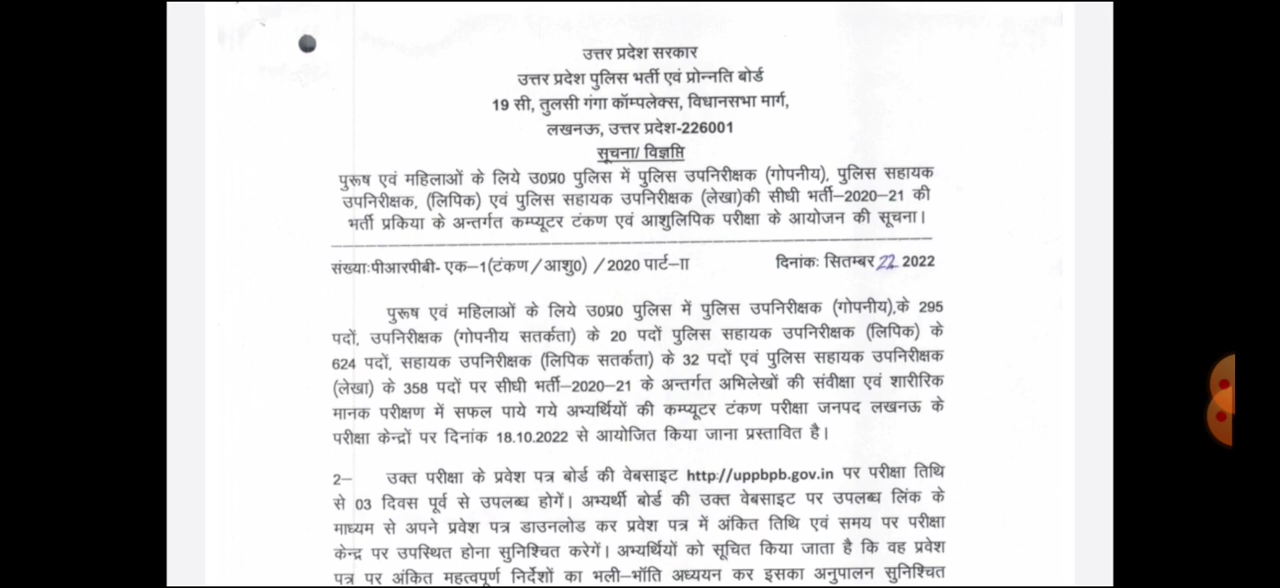 उत्तर प्रदेश सरकार
उत्तर प्रदेश पुलिस भर्ती एवं प्रोन्नति बोर्ड
19 सी, तुलसी गंगा कॉम्पलेक्स, विधानसभा मार्ग,
लखनऊ, उत्तर प्रदेश-226001
सूचना/ विज्ञप्ति
पुरूष एवं महिलाओं के लिये उ0प्र0 पुलिस में पुलिस उपनिरीक्षक (गोपनीय), पुलिस सहायक
उपनिरीक्षक, (लिपिक) एवं पुलिस सहायक उपनिरीक्षक (लेखा)की सीधी भर्ती–2020–21 की
भर्ती प्रकिया के अन्तर्गत कम्प्यूटर टंकण एवं आशुलिपिक परीक्षा के आयोजन की सूचना।
संख्याःपीआरपीबी- एक–1(टंकण/आशु0) /2020 पार्ट–II दिनांकः सितम्बर 22 2022
पुरूष एवं महिलाओं के लिये उ0प्र0 पुलिस में पुलिस उपनिरीक्षक (गोपनीय),के 295
पदों, उपनिरीक्षक (गोपनीय सतर्कता) के 20 पदों पुलिस सहायक उपनिरीक्षक (लिपिक) के
624 पदों, सहायक उपनिरीक्षक (लिपिक सतर्कता) के 32 पदों एवं पुलिस सहायक उपनिरीक्षक
(लेखा) के 358 पदों पर सीधी भर्ती–2020-21 के अन्तर्गत अभिलेखों की संवीक्षा एवं शारीरिक
मानक परीक्षण में सफल पाये गये अभ्यर्थियों की कम्प्यूटर टंकण परीक्षा जनपद लखनऊ के
परीक्षा केन्द्रों पर दिनांक 18.10.2022 से आयोजित किया जाना प्रस्तावित है।
2– उक्त परीक्षा के प्रवेश पत्र बोर्ड की वेबसाइट http://uppbpb.gov.in पर परीक्षा तिथि
से 03 दिवस पूर्व से उपलब्ध होगें। अभ्यर्थी बोर्ड की उक्त वेबसाइट पर उपलब्ध लिंक के
माध्यम से अपने प्रवेश पत्र डाउनलोड कर प्रवेश पत्र में अंकित तिथि एवं समय पर परीक्षा
केन्द्र पर उपस्थित होना सुनिश्चित करेगें। अभ्यर्थियों को सूचित किया जाता है कि वह प्रवेश
पत्र पर अंकित महत्वपूर्ण निर्देशों का भली–भॉति अध्ययन कर इसका अनुपालन सुनिश्चित